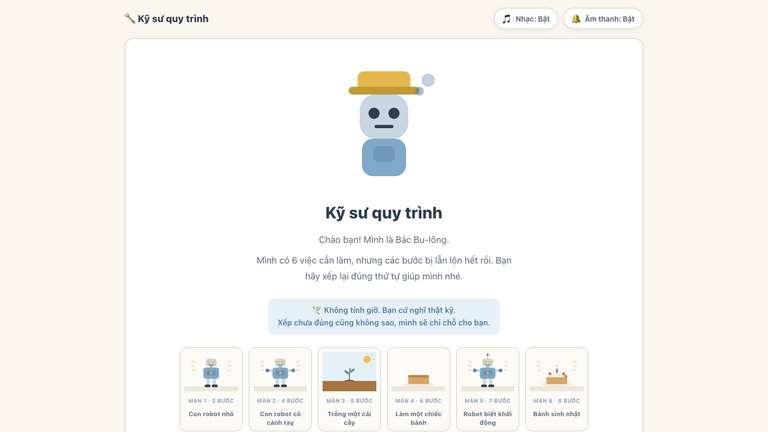 Kỹ sư quy trình
Nhạc: Bật
Âm thanh: Bật
Kỹ sư quy trình
Chào bạn! Mình là Bác Bu-lông.
Mình có 6 việc cần làm, nhưng các bước bị lẫn lộn hết rồi. Bạn
hãy xếp lại đúng thứ tự giúp mình nhé.
Không tính giờ. Bạn cứ nghĩ thật kỹ.
Xếp chưa đúng cũng không sao, mình sẽ chỉ chỗ cho bạn.
MÀN 1 · 3 BƯỚC
Con robot nhỏ
MÀN 2 · 4 BƯỚC
Con robot có
cánh tay
MÀN 3 · 5 BƯỚC
Trồng một cái
cây
MÀN 4 · 6 BƯỚC
Làm một chiếc
bánh
MÀN 5 · 7 BƯỚC
Robot biết khởi
động
MÀN 6 · 8 BƯỚC
Bánh sinh nhật